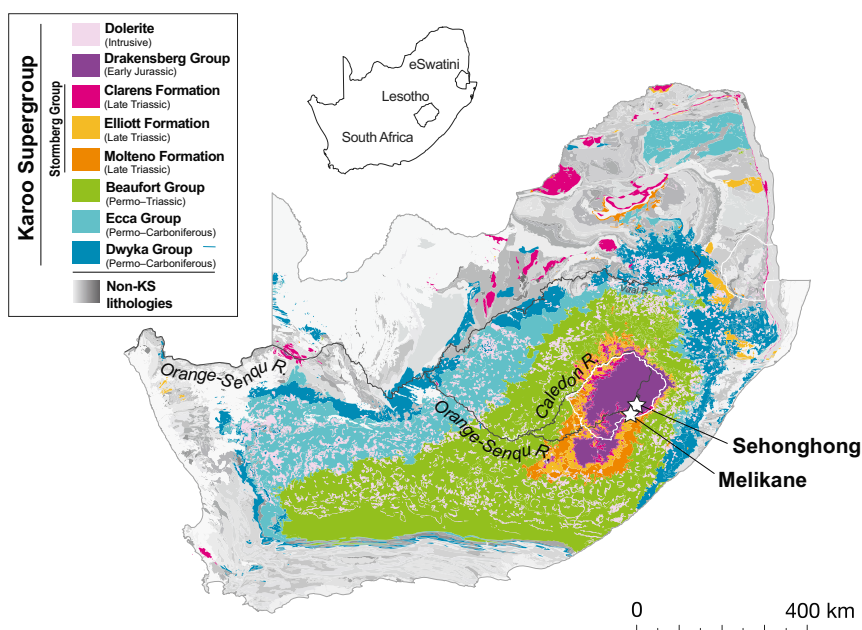 Karoo Supergroup
Stormberg Group
Dolerite
(Intrusive)
Drakensberg Group
(Early Jurassic)
Clarens Formation
(Late Triassic)
Elliott Formation
(Late Triassic)
Molteno Formation
(Late Triassic)
Beaufort Group
(Permo–Triassic)
Ecca Group
(Permo–Carboniferous)
Dwyka Group
(Permo–Carboniferous)
Non-KS
lithologies
eSwatini
Lesotho
South Africa
Vaal R.
Orange-Senqu R.
Caledon R.
Orange-Senqu R.
Sehonghong
Melikane
0 400 km